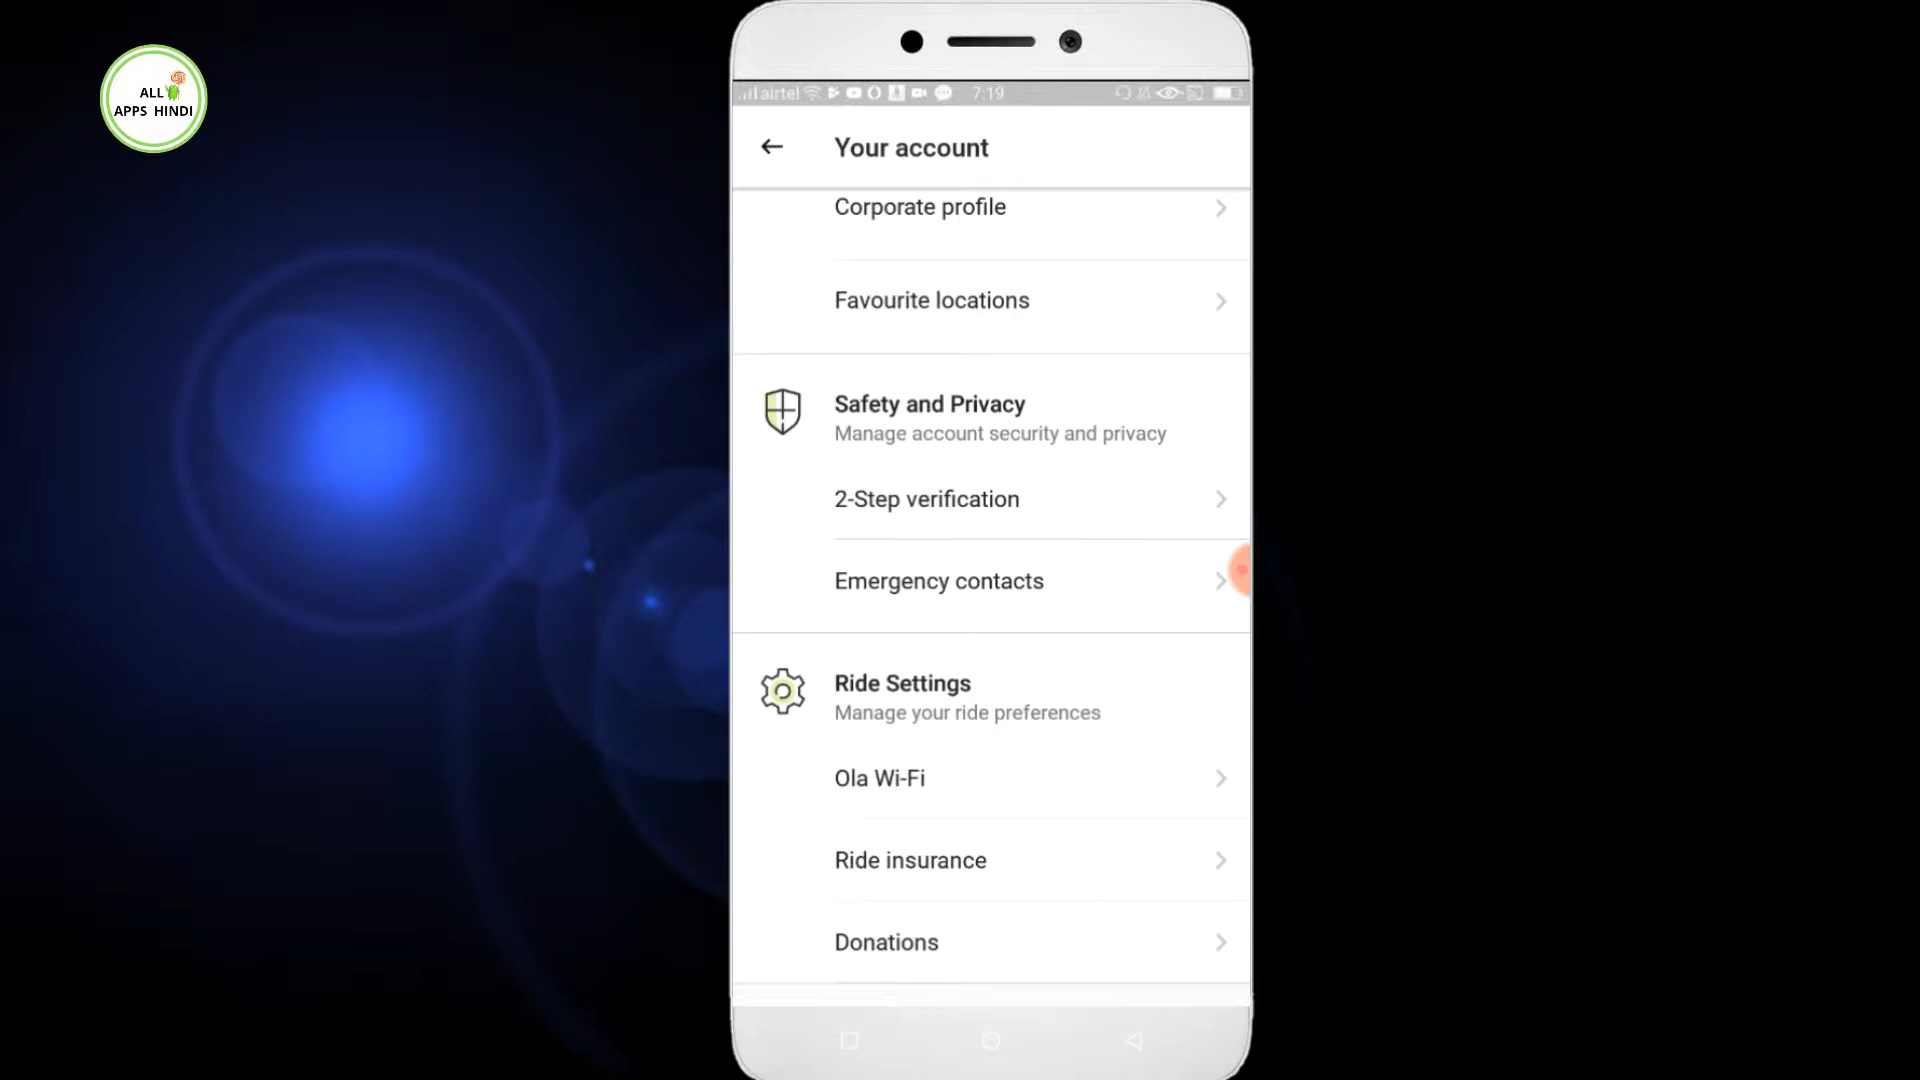 ALL
APPS HINDI
airtel 7:19
Your account
Corporate profile
Favourite locations
Safety and Privacy
Manage account security and privacy
2-Step verification
Emergency contacts
Ride Settings
Manage your ride preferences
Ola Wi-Fi
Ride insurance
Donations